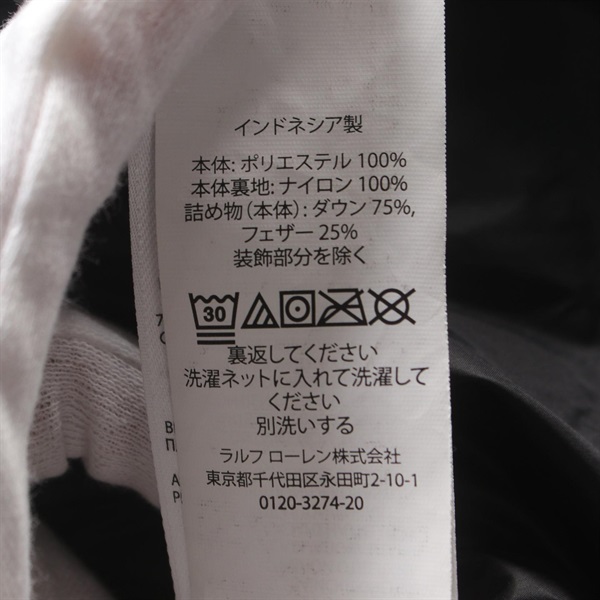 インドネシア製
本体: ポリエステル 100%
本体裏地: ナイロン 100%
詰め物（本体）: ダウン 75%,
フェザー 25%
装飾部分を除く
30
裏返してください
洗濯ネットに入れて洗濯して
ください
別洗いする
ラルフ ローレン株式会社
東京都千代田区永田町2-10-1
0120-3274-20